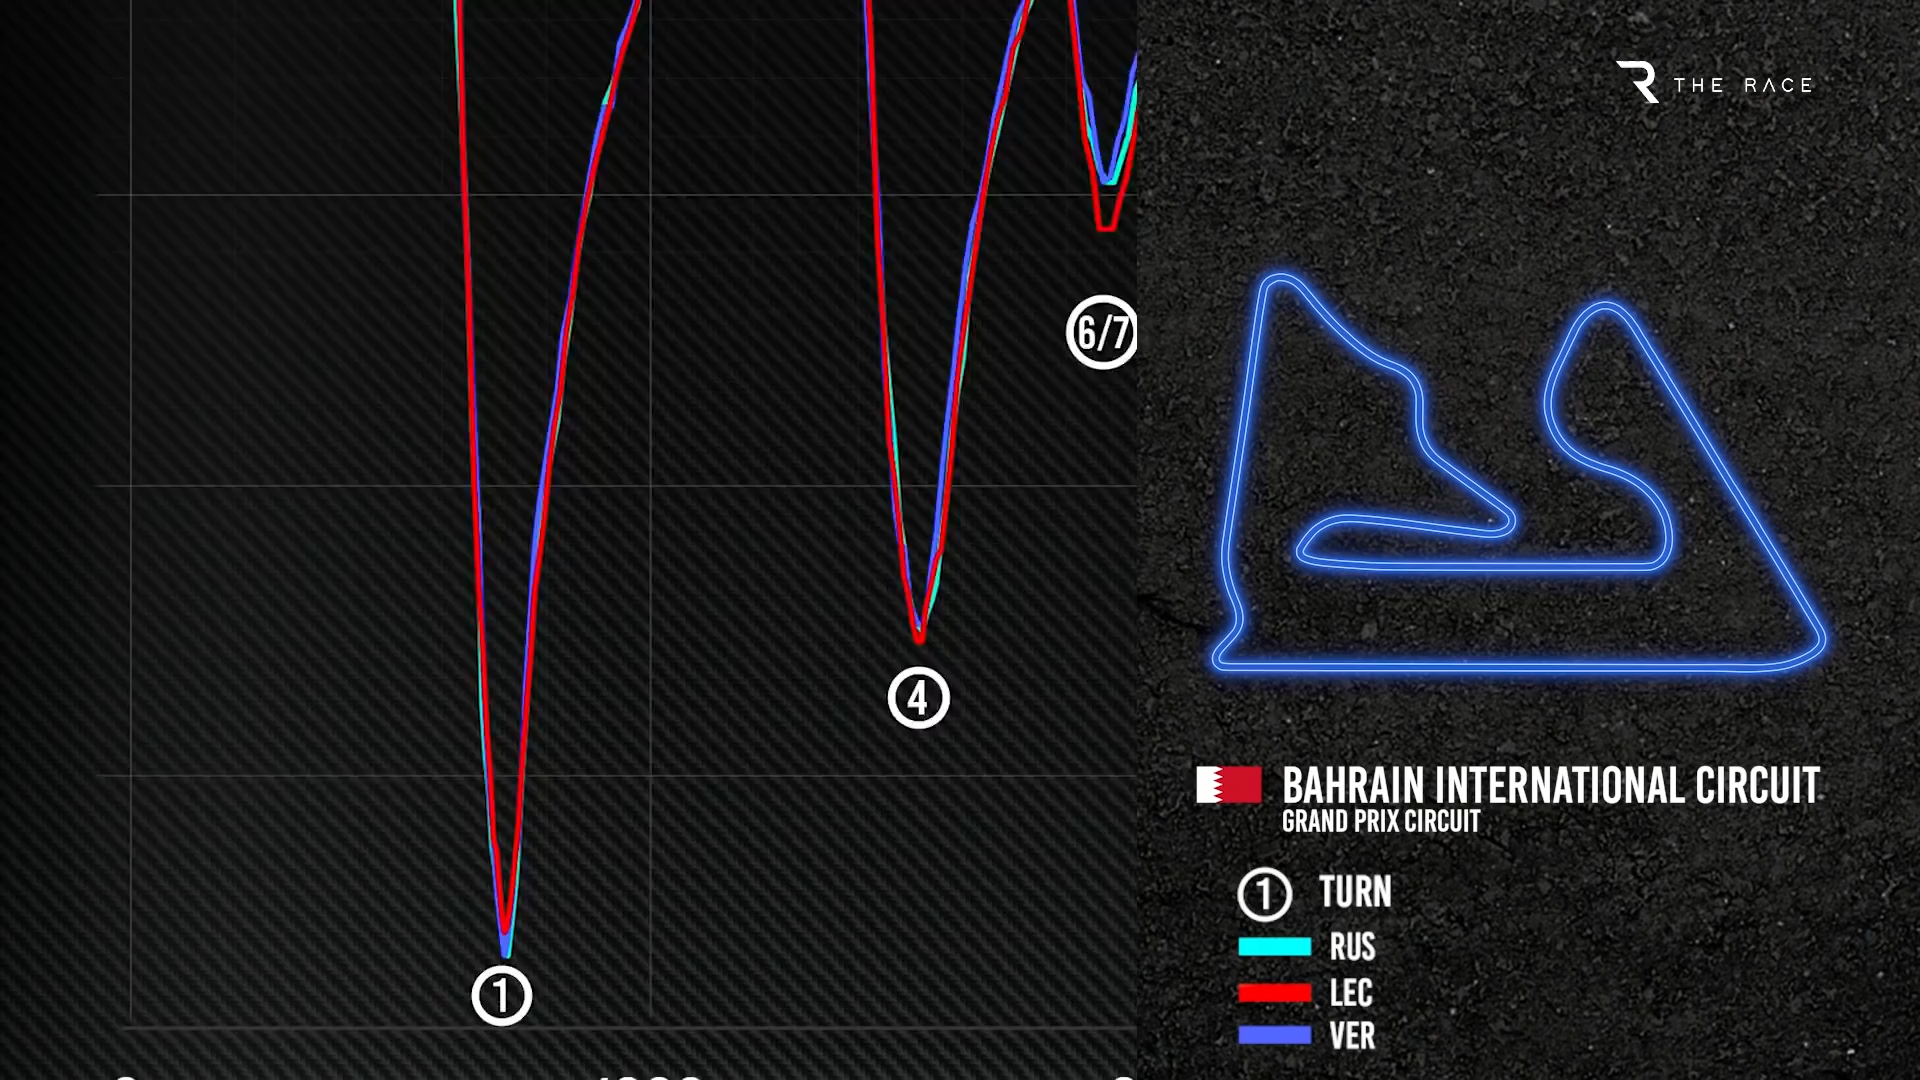 THE RACE
6/7
4
1
BAHRAIN INTERNATIONAL CIRCUIT
GRAND PRIX CIRCUIT
1 TURN
RUS
LEC
VER